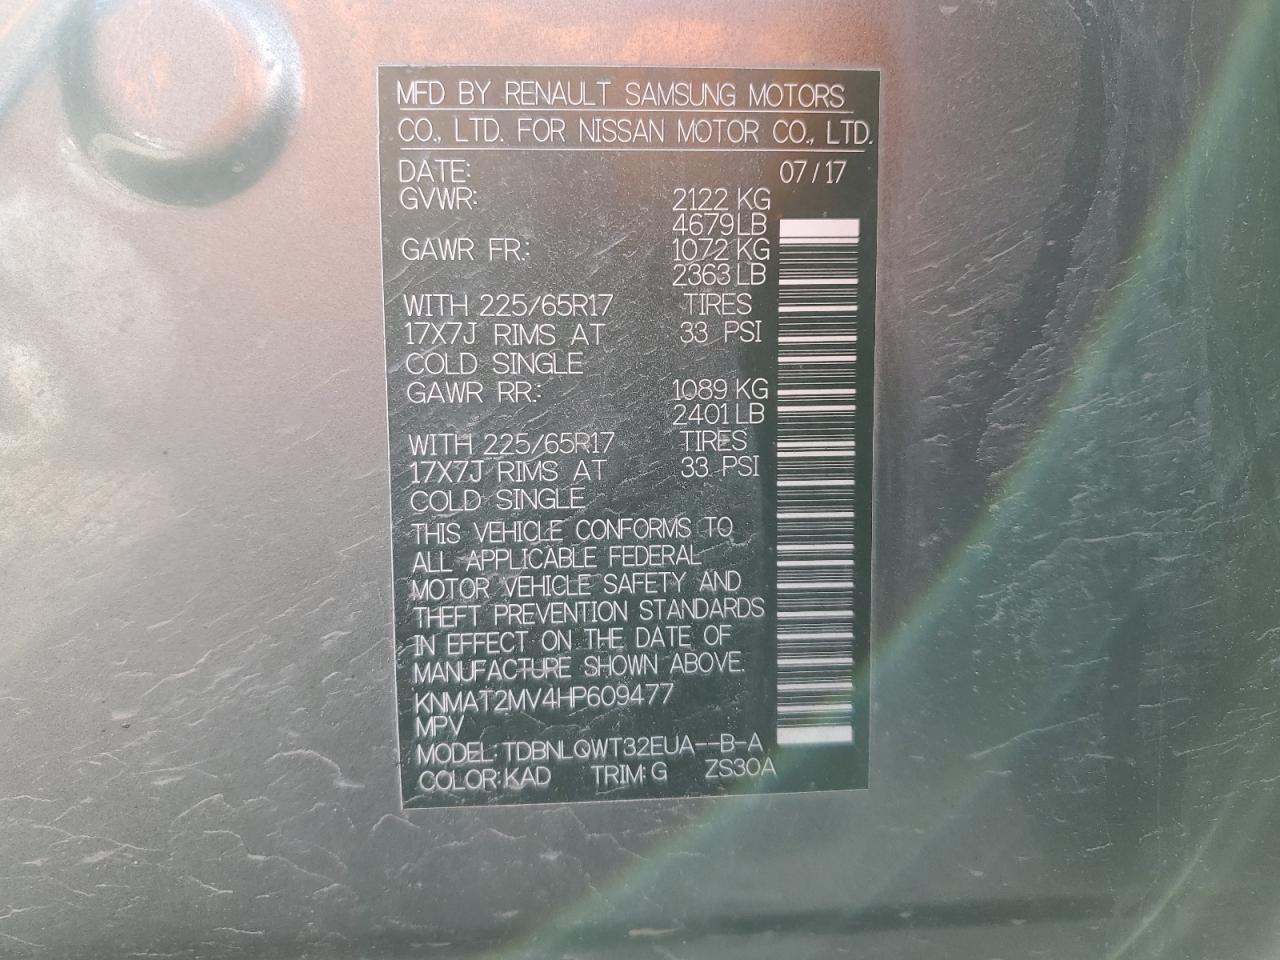 MFD BY RENAULT SAMSUNG MOTORS
CO., LTD. FOR NISSAN MOTOR CO., LTD.
DATE: 07/17
GVWR: 2122 KG
4679 LB
GAWR FR: 1072 KG
2363 LB
WITH 225/65R17 TIRES
17X7J RIMS AT 33 PSI
COLD SINGLE
GAWR RR: 1089 KG
2401 LB
WITH 225/65R17 TIRES
17X7J RIMS AT 33 PSI
COLD SINGLE
THIS VEHICLE CONFORMS TO
ALL APPLICABLE FEDERAL
MOTOR VEHICLE SAFETY AND
THEFT PREVENTION STANDARDS
IN EFFECT ON THE DATE OF
MANUFACTURE SHOWN ABOVE.
KNMAT2MV4HP609477
MPV
MODEL: TDBNLQWT32EUA--B-A
COLOR: KAD TRIM: G ZS30A